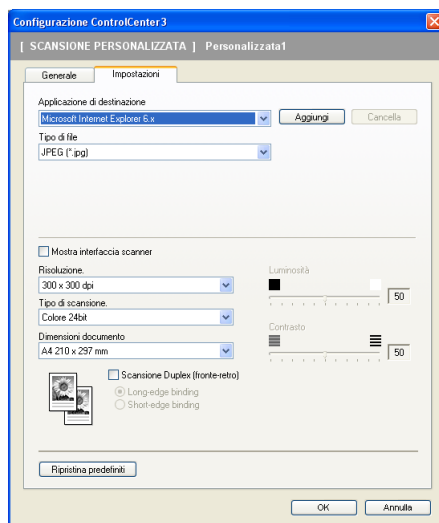 Configurazione ControlCenter3
[ SCANSIONE PERSONALIZZATA ] Personalizzata1
Generale Impostazioni
Applicazione di destinazione
Microsoft Internet Explorer 6.x Aggiungi Cancella
Tipo di file
JPEG (*.jpg)
Mostra interfaccia scanner
Risoluzione. Luminosità
300 x 300 dpi
50
Tipo di scansione.
Colore 24bit
Contrasto
Dimensioni documento
A4 210 x 297 mm 50
Scansione Duplex (fronte-retro)
Long-edge binding
Short-edge binding
Ripristina predefiniti
OK Annulla